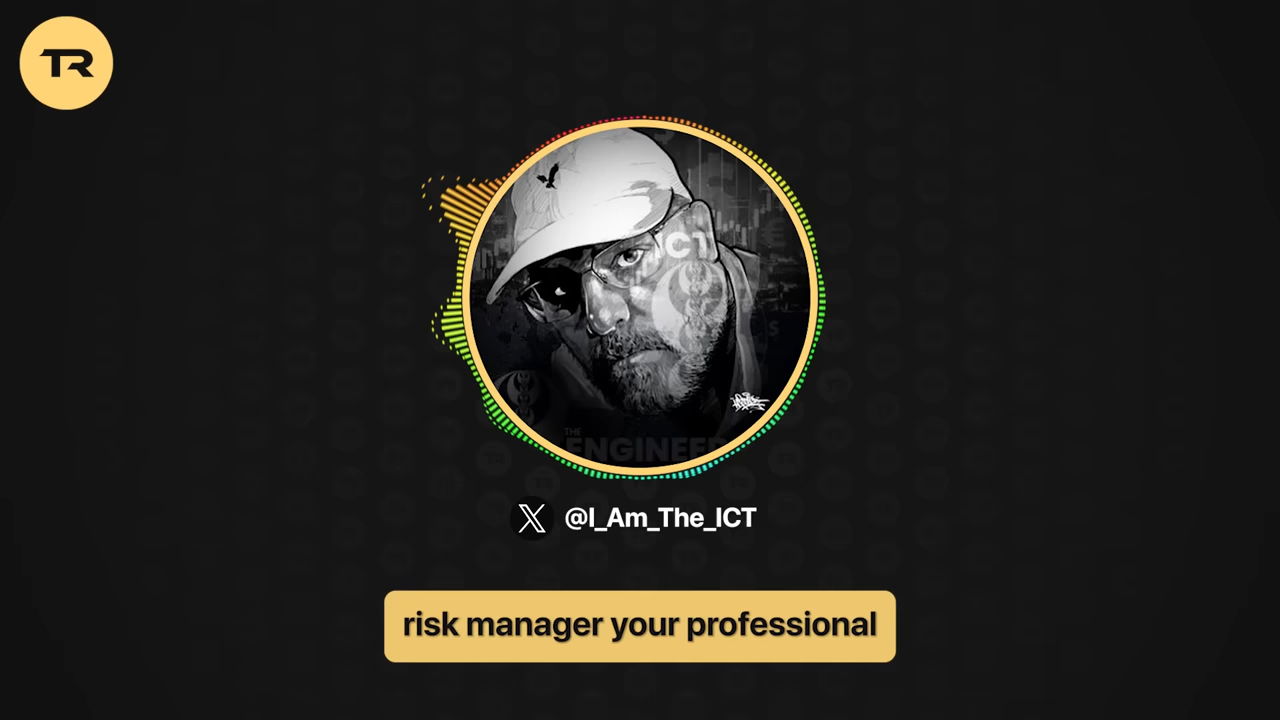 TR
ICT
THE
ENGINEER
@I_Am_The_ICT
risk manager your professional